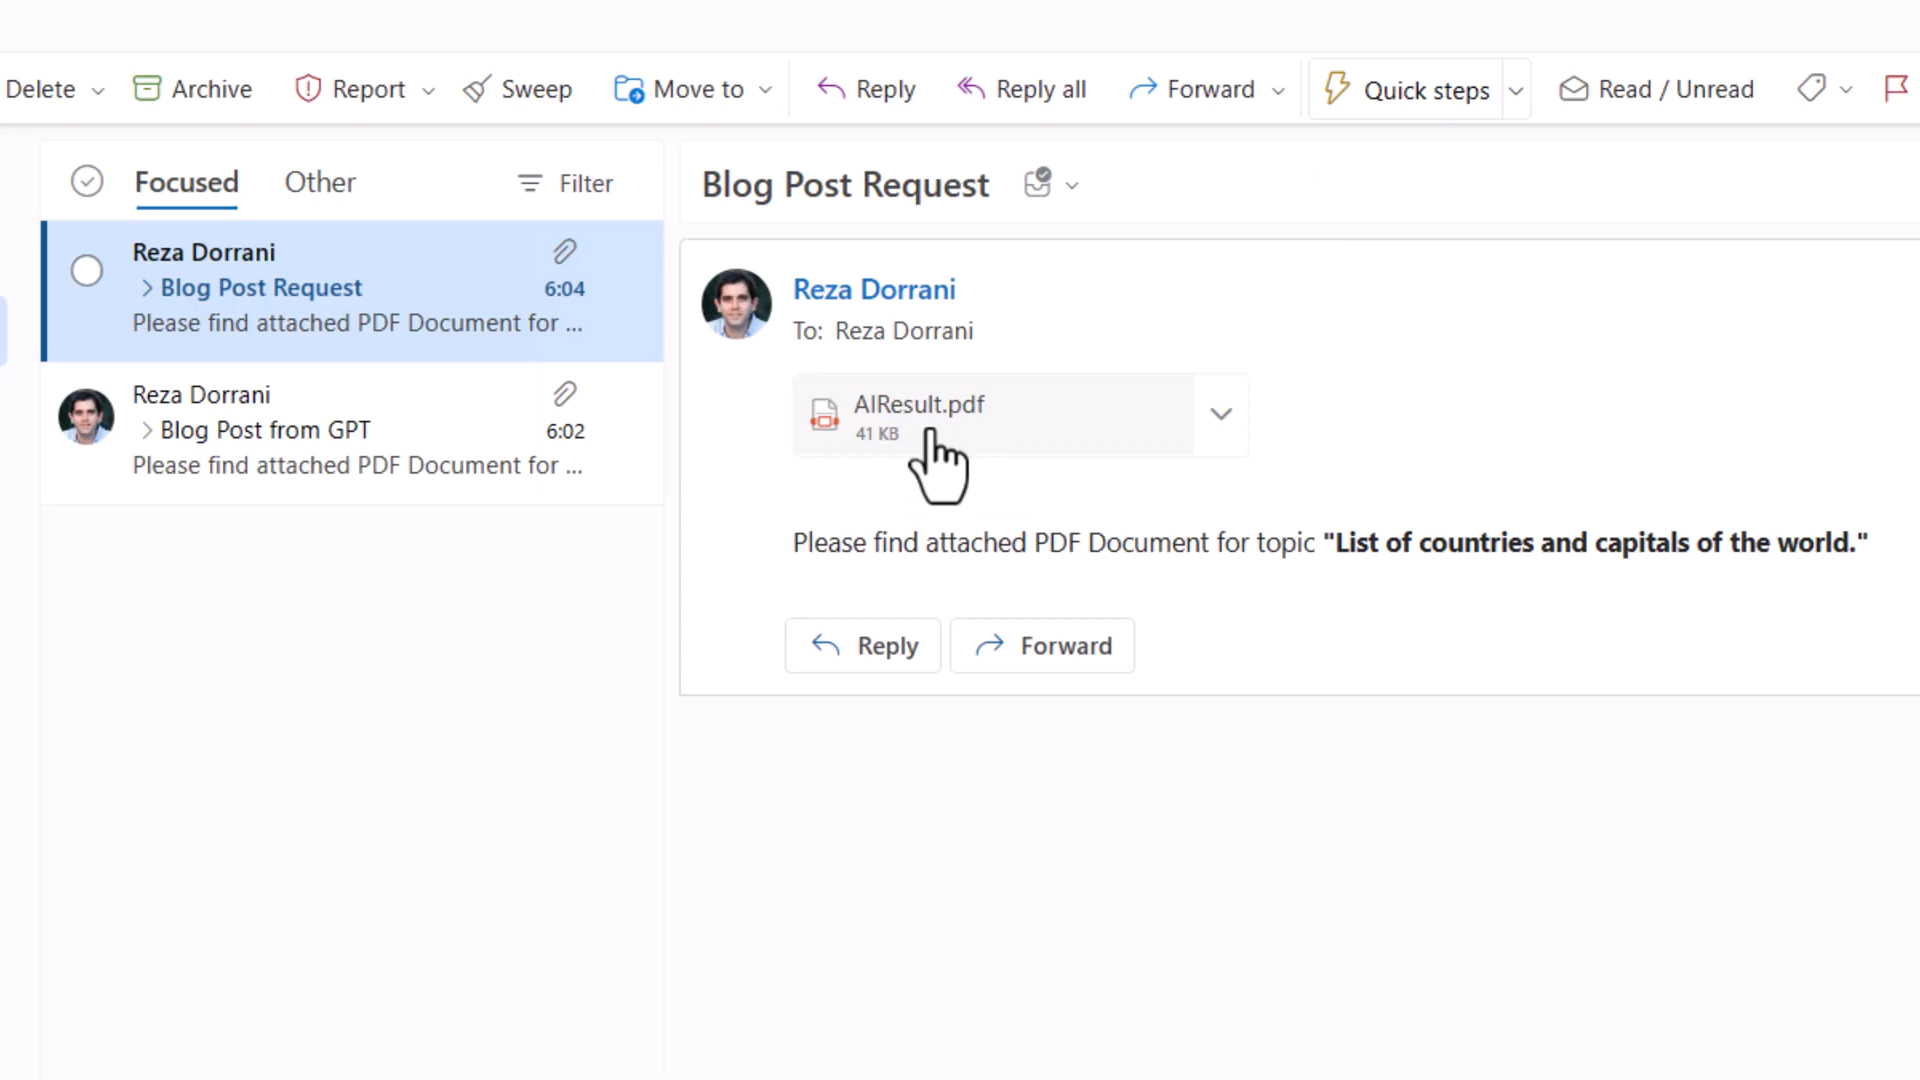 Delete Archive Report Sweep Move to Reply Reply all Forward Quick steps Read / Unread
Focused Other Filter
Reza Dorrani
Blog Post Request 6:04
Please find attached PDF Document for ...
Reza Dorrani
Blog Post from GPT 6:02
Please find attached PDF Document for ...
Blog Post Request
Reza Dorrani
To: Reza Dorrani
AIResult.pdf
41 KB
Please find attached PDF Document for topic "List of countries and capitals of the world."
Reply Forward